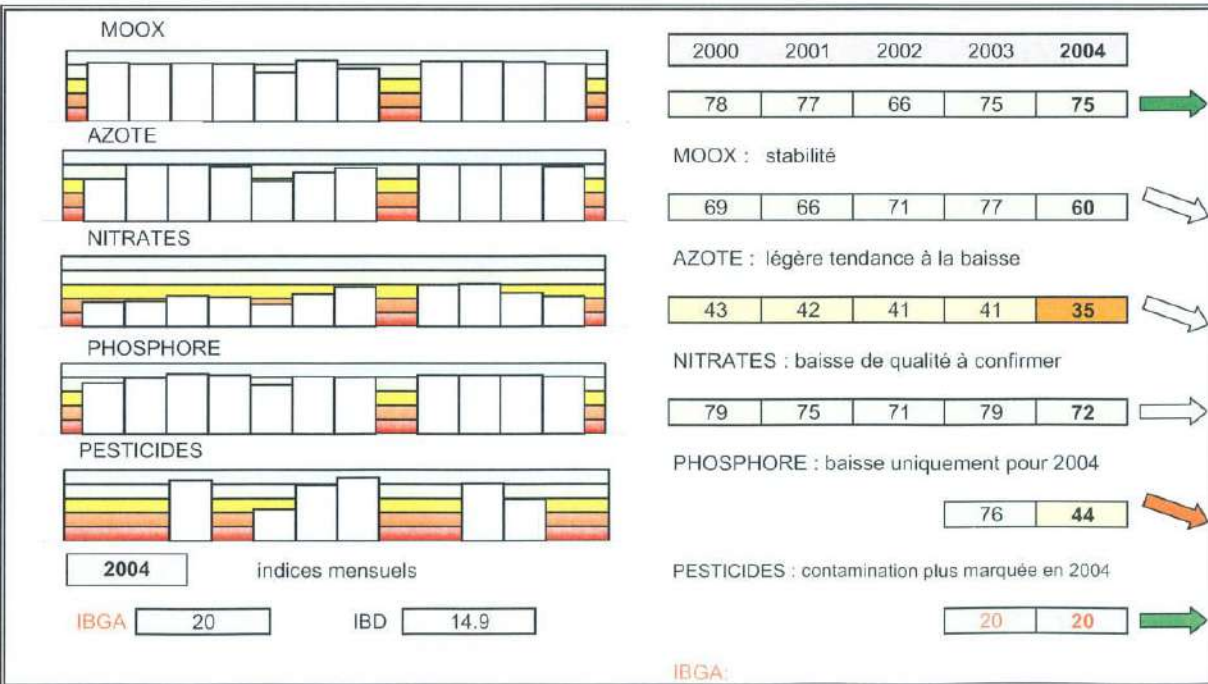 MOOX
AZOTE
NITRATES
PHOSPHORE
PESTICIDES
2004 indices mensuels
IBGA 20 IBD 14.9
2000 2001 2002 2003 2004
78 77 66 75 75
MOOX : stabilité
69 66 71 77 60
AZOTE : légère tendance à la baisse
43 42 41 41 35
NITRATES : baisse de qualité à confirmer
79 75 71 79 72
PHOSPHORE : baisse uniquement pour 2004
76 44
PESTICIDES : contamination plus marquée en 2004
20 20
IBGA: